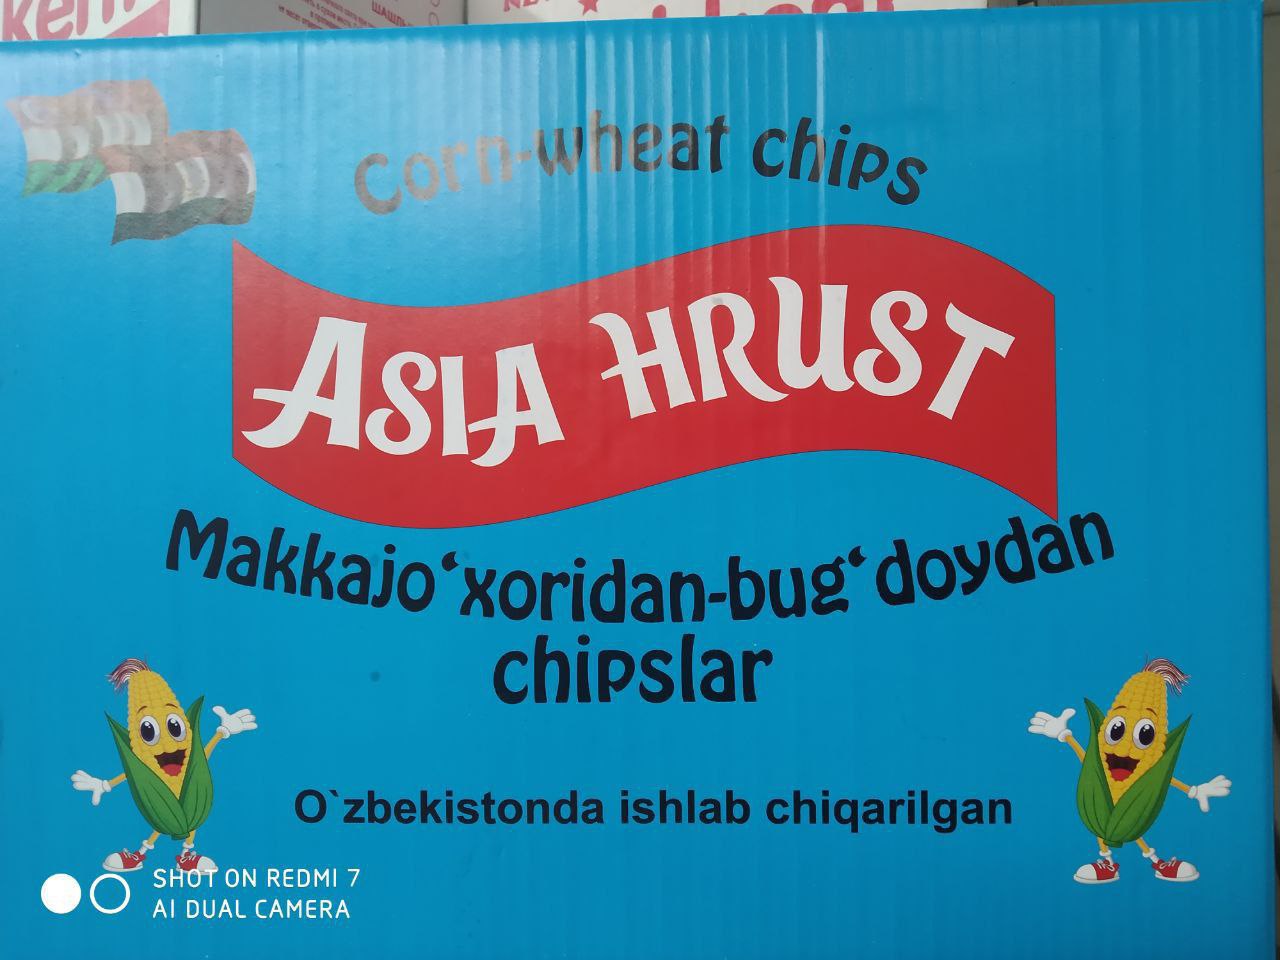 Corn-wheat chips
ASIA HRUST
Makkajo‘xoridan-bug‘doydan
chipslar
O`zbekistonda ishlab chiqarilgan
SHOT ON REDMI 7
AI DUAL CAMERA